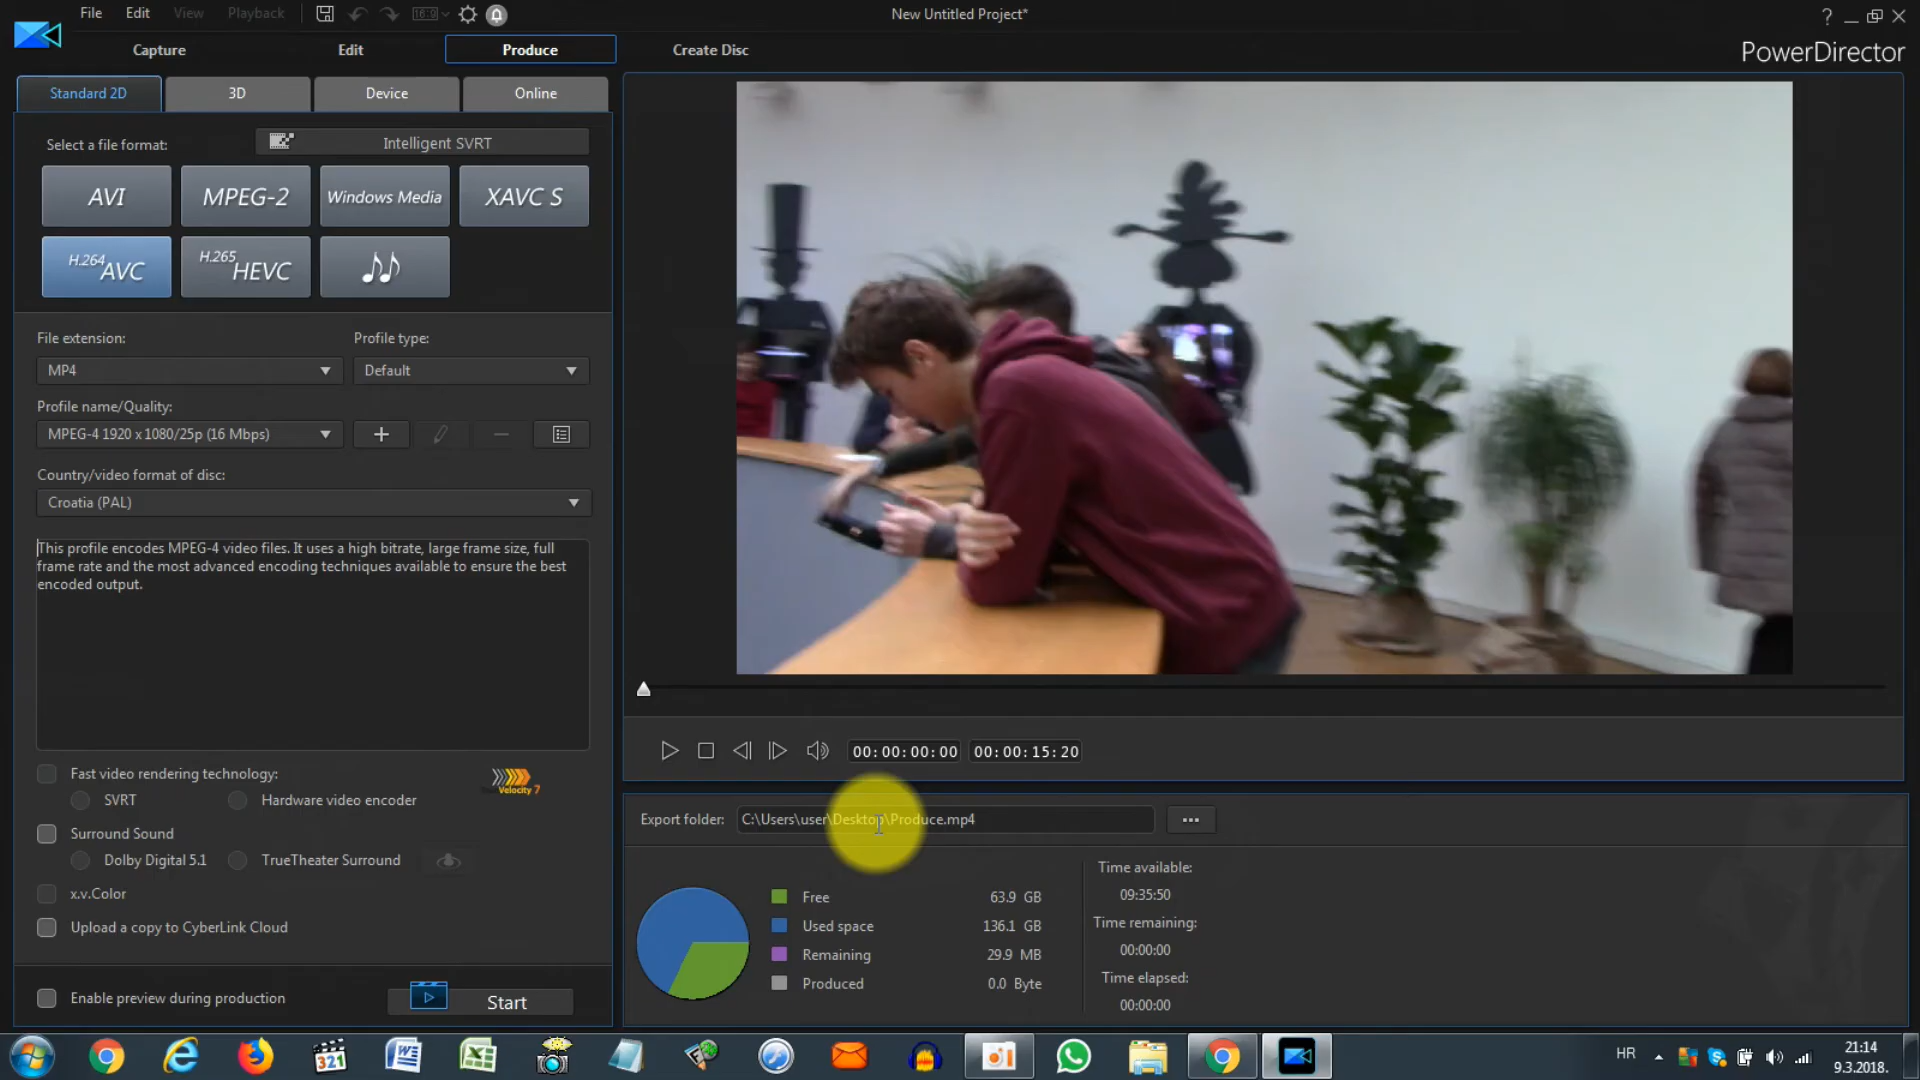 File Edit View Playback 16:9 New Untitled Project* ?
Capture Edit Produce Create Disc PowerDirector
Standard 2D 3D Device Online
Select a file format: Intelligent SVRT
AVI MPEG-2 Windows Media XAVC S
H.264 AVC H.265 HEVC
File extension: Profile type:
MP4 Default
Profile name/Quality:
MPEG-4 1920 x 1080/25p (16 Mbps) +
Country/video format of disc:
Croatia (PAL)
This profile encodes MPEG-4 video files. It uses a high bitrate, large frame size, full
frame rate and the most advanced encoding techniques available to ensure the best
encoded output.
Fast video rendering technology:
Velocity 7
SVRT Hardware video encoder
Surround Sound
Dolby Digital 5.1 TrueTheater Surround
x.v.Color
Upload a copy to CyberLink Cloud
Enable preview during production Start
00:00:00:00 00:00:15:20
Export folder: C:\Users\user\Desktop\Produce.mp4 ...
Free 63.9 GB
Used space 136.1 GB
Remaining 29.9 MB
Produced 0.0 Byte
Time available:
09:35:50
Time remaining:
00:00:00
Time elapsed:
00:00:00
321
HR
21:14
9.3.2018.